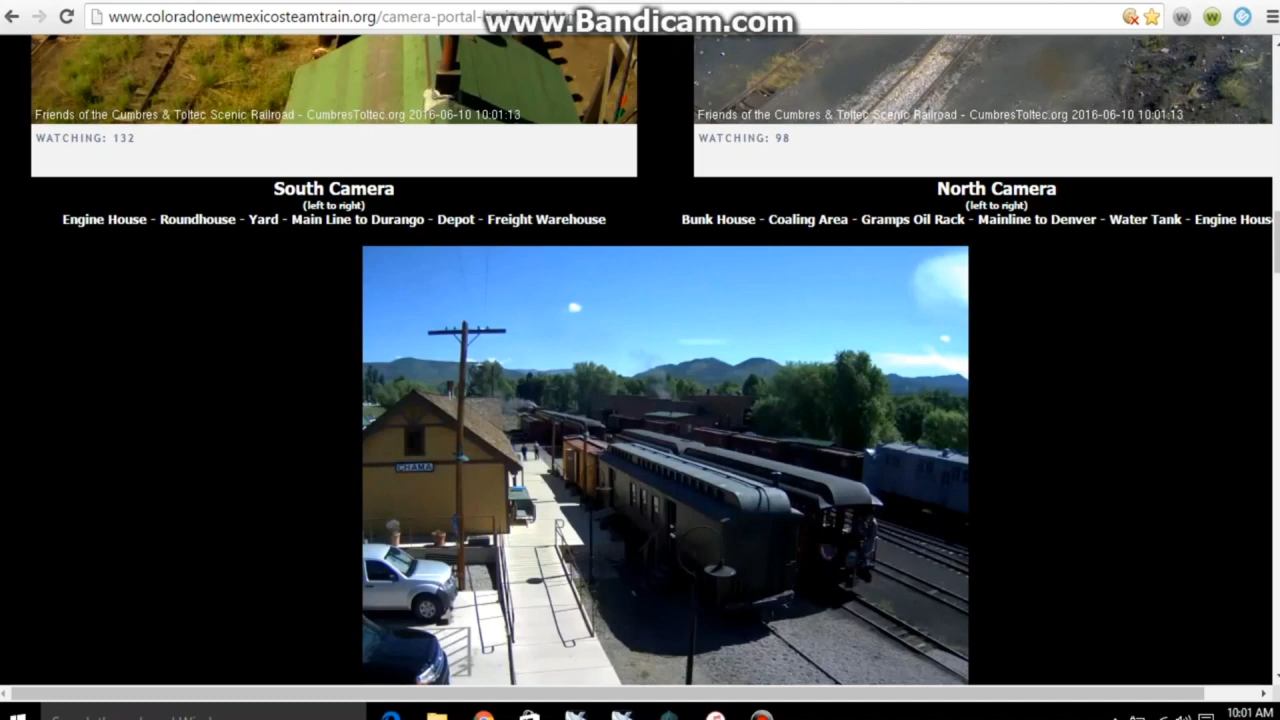 www.Bandicam.com
www.coloradonewmexicosteamtrain.org/camera-portal-
Friends of the Cumbres & Toltec Scenic Railroad - CumbresToltec.org 2016-06-10 10:01:13
WATCHING: 132
South Camera
(left to right)
Engine House - Roundhouse - Yard - Main Line to Durango - Depot - Freight Warehouse
Friends of the Cumbres & Toltec Scenic Railroad - CumbresToltec.org 2016-06-10 10:01:13
WATCHING: 98
North Camera
(left to right)
Bunk House - Coaling Area - Gramps Oil Rack - Mainline to Denver - Water Tank - Engine Hous
CHAMA
10:01 AM